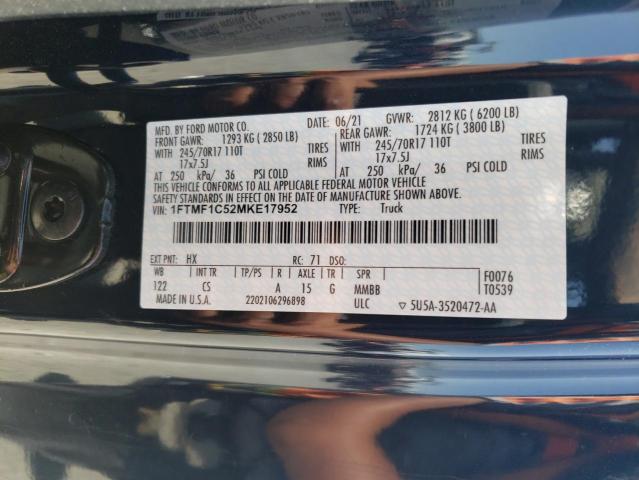 MFD. BY FORD MOTOR CO.
DATE: 06/21 GVWR: 2812 KG ( 6200 LB)
FRONT GAWR: 1293 KG ( 2850 LB) REAR GAWR: 1724 KG ( 3800 LB)
WITH 245/70R17 110T TIRES WITH 245/70R17 110T TIRES
17x7.5J RIMS 17x7.5J RIMS
AT 250 kPa/ 36 PSI COLD AT 250 kPa/ 36 PSI COLD
THIS VEHICLE CONFORMS TO ALL APPLICABLE FEDERAL MOTOR VEHICLE
SAFETY AND THEFT PREVENTION STANDARDS IN EFFECT ON THE DATE OF MANUFACTURE
SHOWN ABOVE.
VIN: 1FTMF1C52MKE17952 TYPE: Truck
EXT PNT: HX RC: 71 DSO:
WB INT TR TP/PS R AXLE TR SPR F0076
122 CS A 15 G MMBB T0539
MADE IN U.S.A. 2202106296898 ULC ▽ 5U5A-3520472-AA